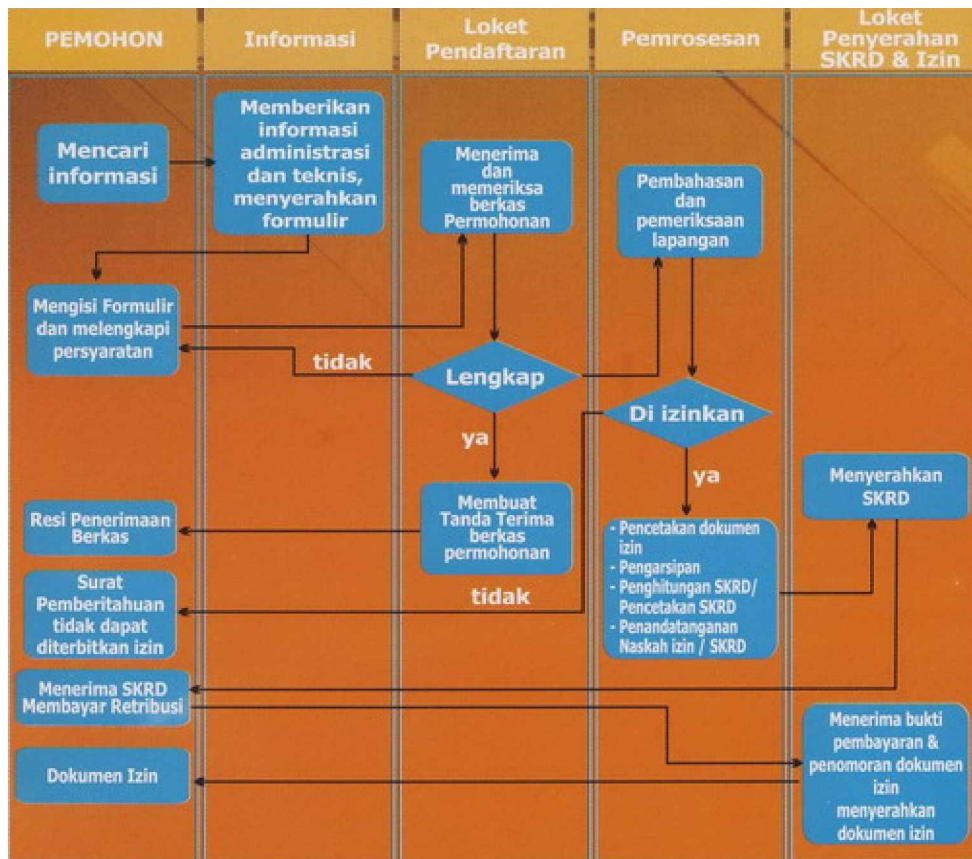 PEMOHON
Informasi
Loket
Pendaftaran
Pemrosesan
Loket
Penyerahan
SKRD & Izin
Mencari
informasi
Memberikan
informasi
administrasi
dan teknis,
menyerahkan
formulir
Menerima
dan
memeriksa
berkas
Permohonan
Pembahasan
dan
pemeriksaan
lapangan
Mengisi Formulir
dan melengkapi
persyaratan
tidak
Lengkap
Di izinkan
ya
ya
Menyerahkan
SKRD
Resi Penerimaan
Berkas
Membuat
Tanda Terima
berkas
permohonan
- Pencetakan dokumen
izin
- Pengarsipan
- Penghitungan SKRD/
Pencetakan SKRD
- Penandatanganan
Naskah izin / SKRD
Surat
Pemberitahuan
tidak dapat
diterbitkan izin
tidak
Menerima SKRD
Membayar Retribusi
Menerima bukti
pembayaran &
penomoran dokumen
izin
menyerahkan
dokumen izin
Dokumen Izin